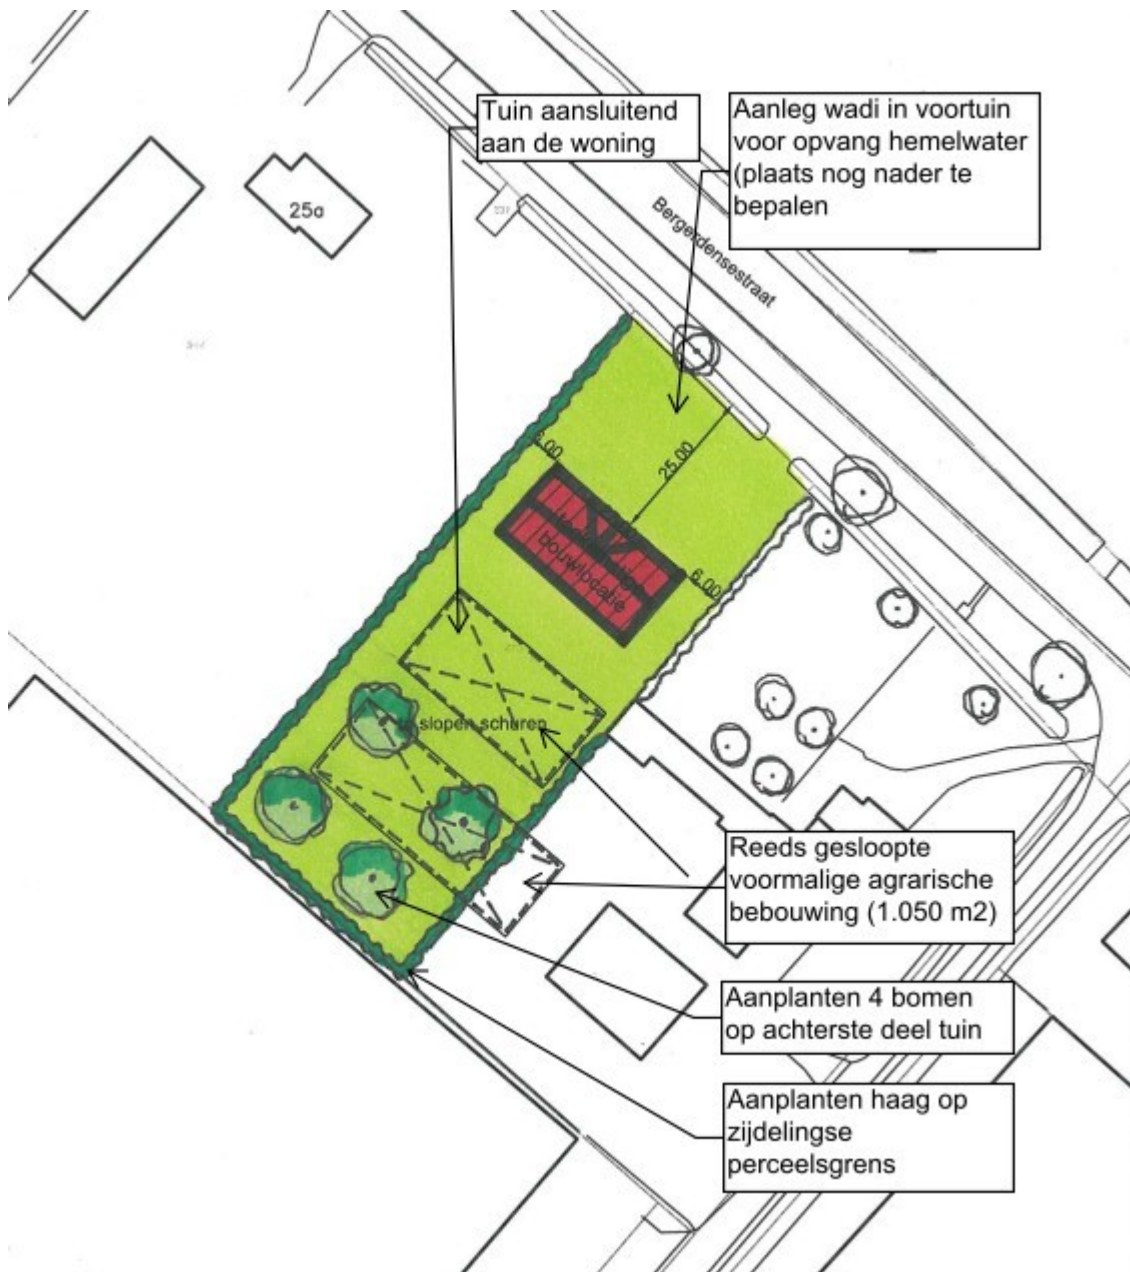 Tuin aansluitend
aan de woning
Aanleg wadi in voortuin
voor opvang hemelwater
(plaats nog nader te
bepalen
25a
Bergerdensestraat
6.00
25.00
bouwlocatie
6.00
te slopen schuren
Reeds gesloopte
voormalige agrarische
bebouwing (1.050 m2)
Aanplanten 4 bomen
op achterste deel tuin
Aanplanten haag op
zijdelingse
perceelsgrens